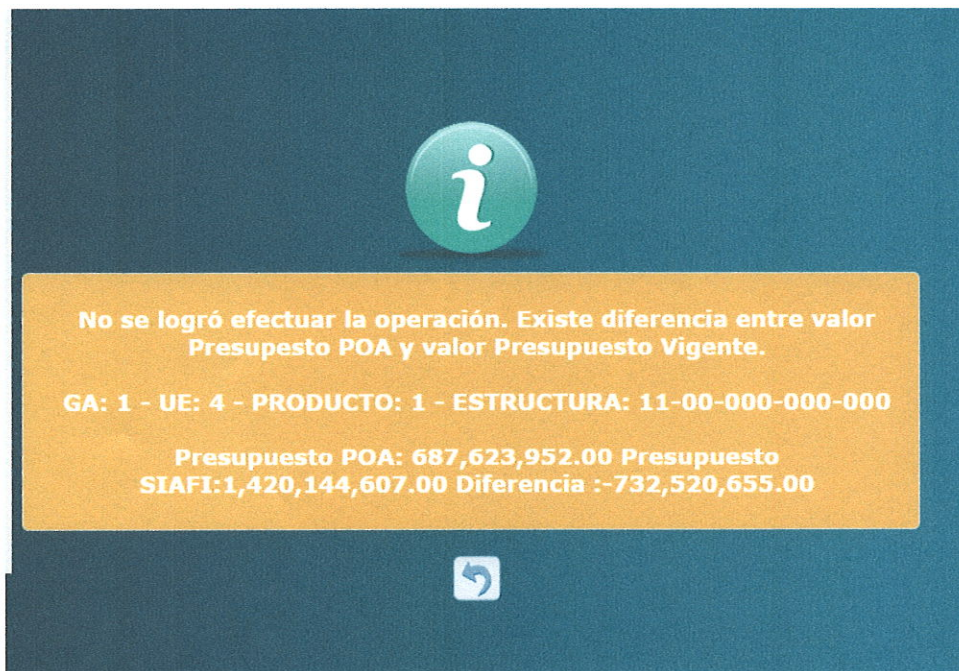 No se logró efectuar la operación. Existe diferencia entre valor
Presupesto POA y valor Presupuesto Vigente.
GA: 1 - UE: 4 - PRODUCTO: 1 - ESTRUCTURA: 11-00-000-000-000
Presupuesto POA: 687,623,952.00 Presupuesto
SIAFI:1,420,144,607.00 Diferencia :-732,520,655.00